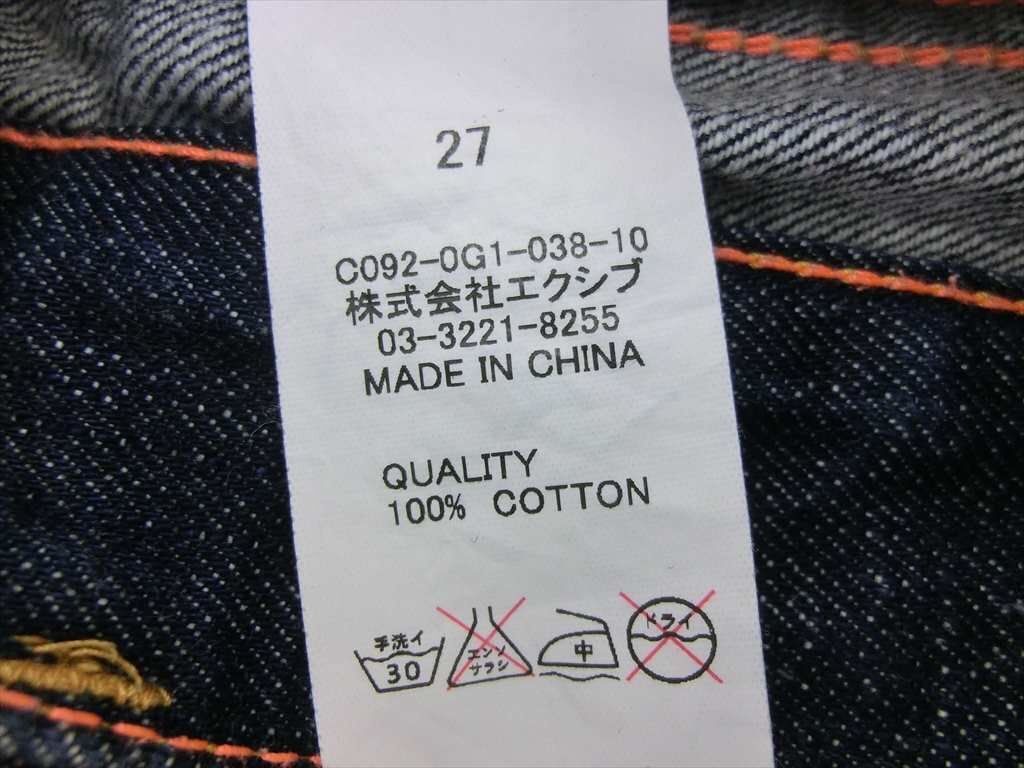 27
C092-0G1-038-10
株式会社エクシブ
03-3221-8255
MADE IN CHINA
QUALITY
100% COTTON
手洗イ
30
エンソ
サラシ
中
ドライ